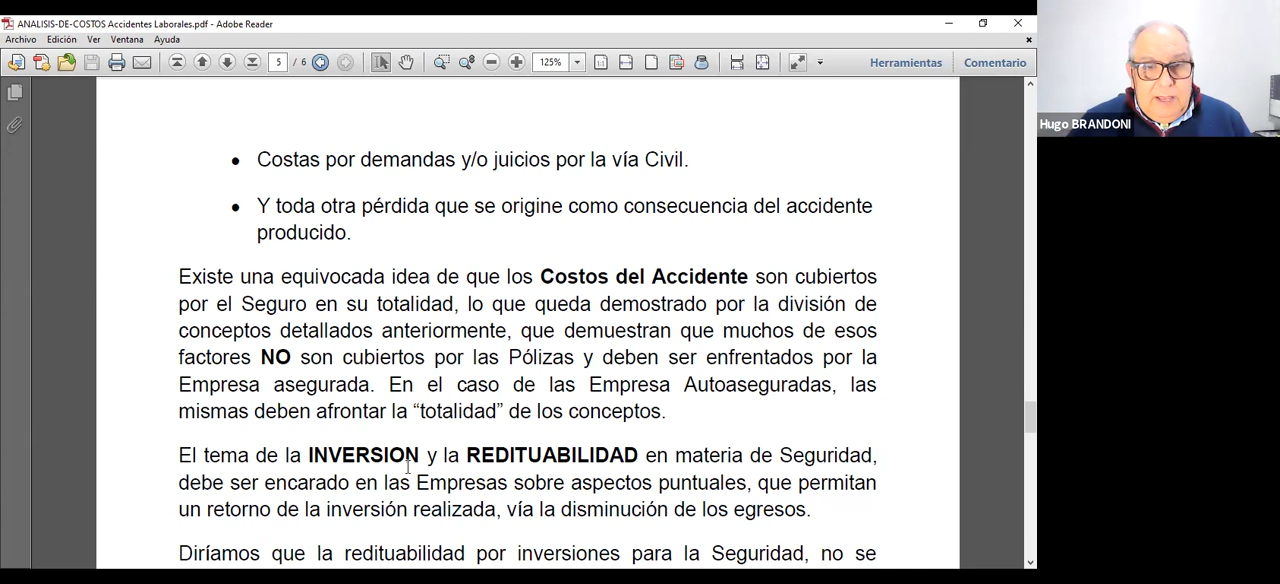 ANALISIS-DE-COSTOS Accidentes Laborales.pdf - Adobe Reader
Archivo Edición Ver Ventana Ayuda
5 / 6 125% Herramientas Comentario
Hugo BRANDONI
• Costas por demandas y/o juicios por la vía Civil.
• Y toda otra pérdida que se origine como consecuencia del accidente
producido.
Existe una equivocada idea de que los Costos del Accidente son cubiertos
por el Seguro en su totalidad, lo que queda demostrado por la división de
conceptos detallados anteriormente, que demuestran que muchos de esos
factores NO son cubiertos por las Pólizas y deben ser enfrentados por la
Empresa asegurada. En el caso de las Empresa Autoaseguradas, las
mismas deben afrontar la “totalidad” de los conceptos.
El tema de la INVERSION y la REDITUABILIDAD en materia de Seguridad,
debe ser encarado en las Empresas sobre aspectos puntuales, que permitan
un retorno de la inversión realizada, vía la disminución de los egresos.
Diríamos que la redituabilidad por inversiones para la Seguridad, no se